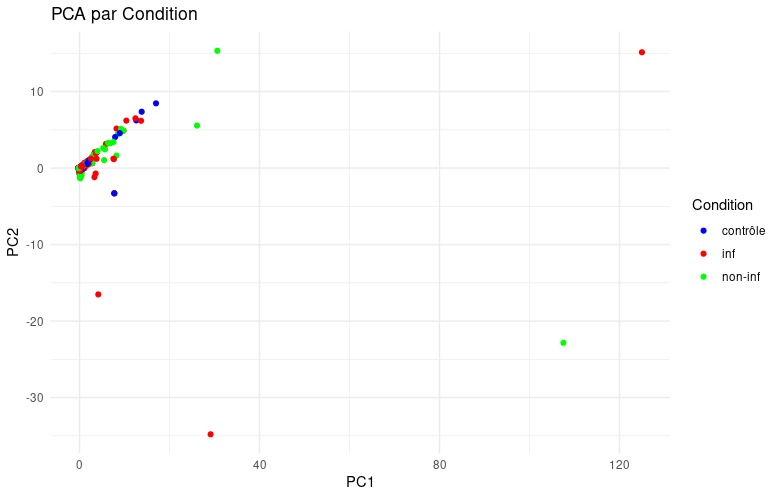 PCA par Condition
10
0
-10
-20
-30
PC2
0 40 80 120
PC1
Condition
contrôle
inf
non-inf